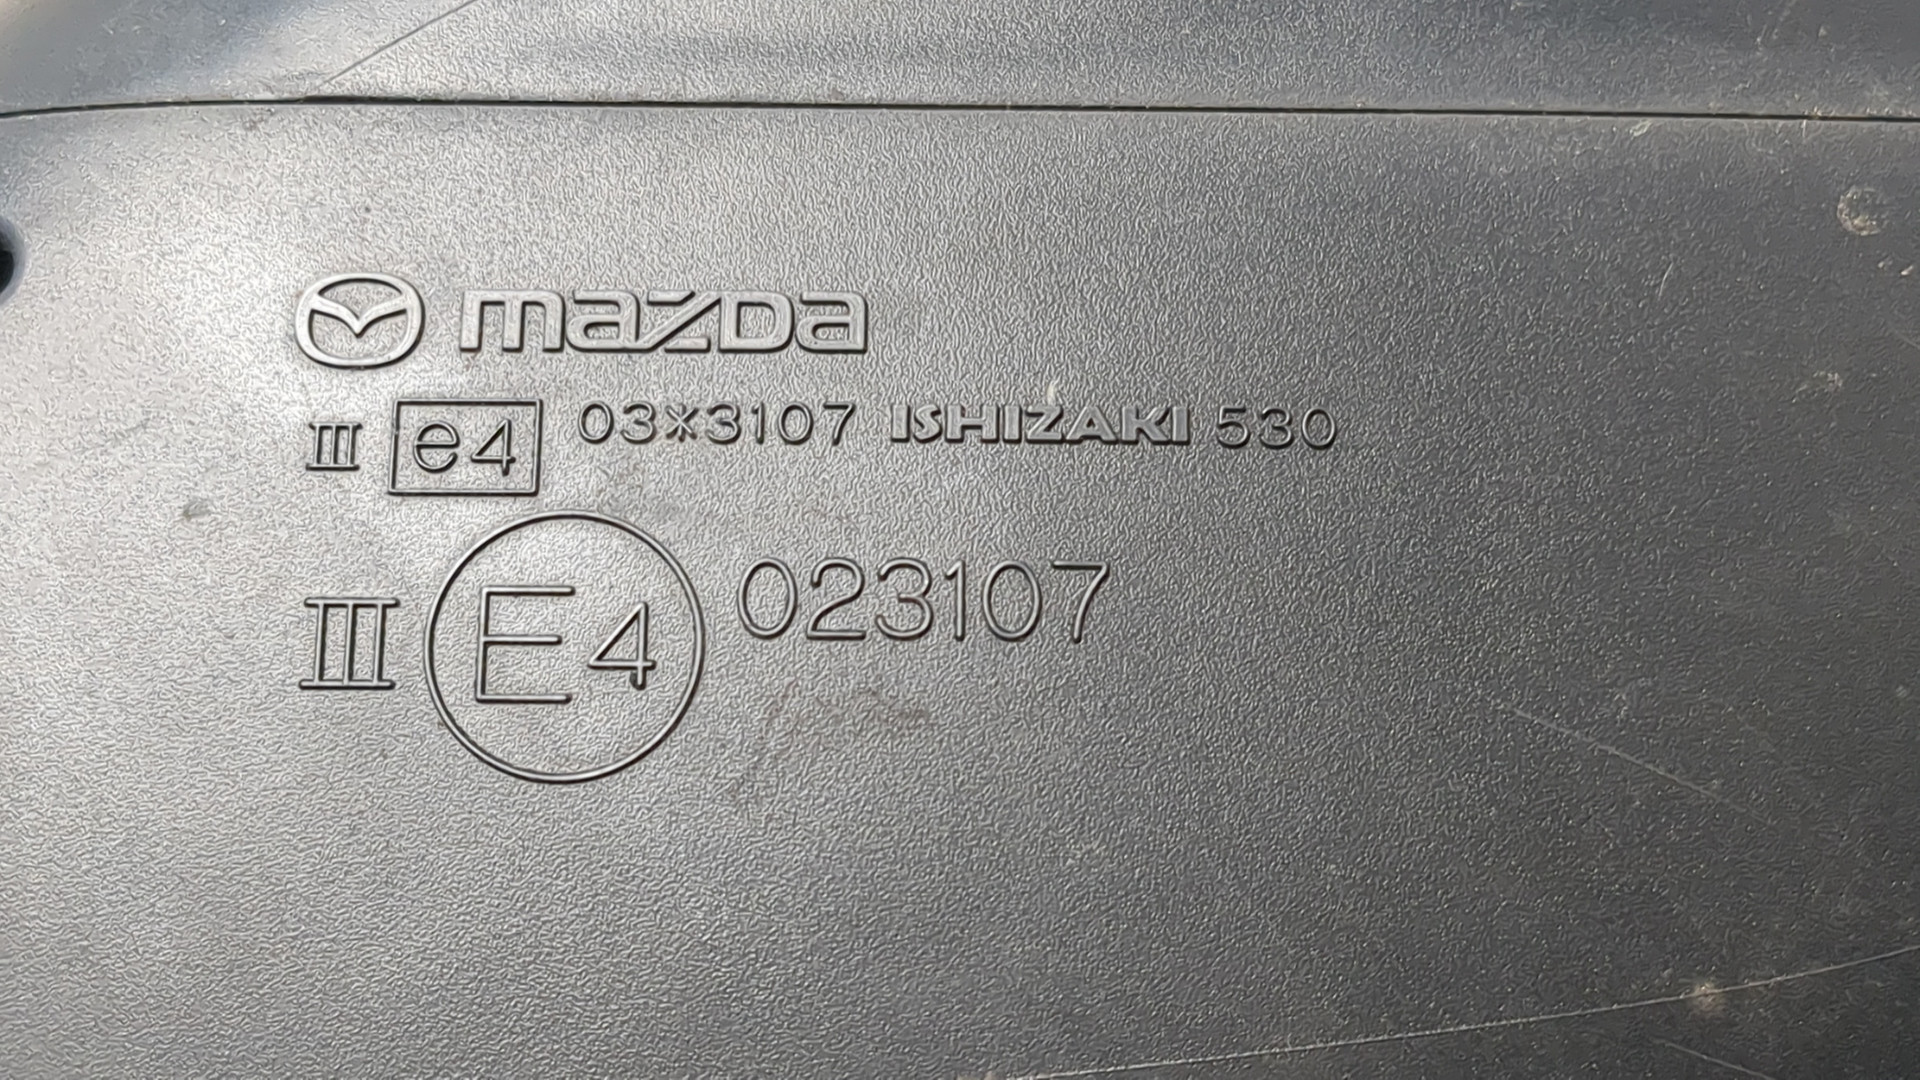 mazda
III e4 03*3107 ISHIZAKI 530
III E4 023107